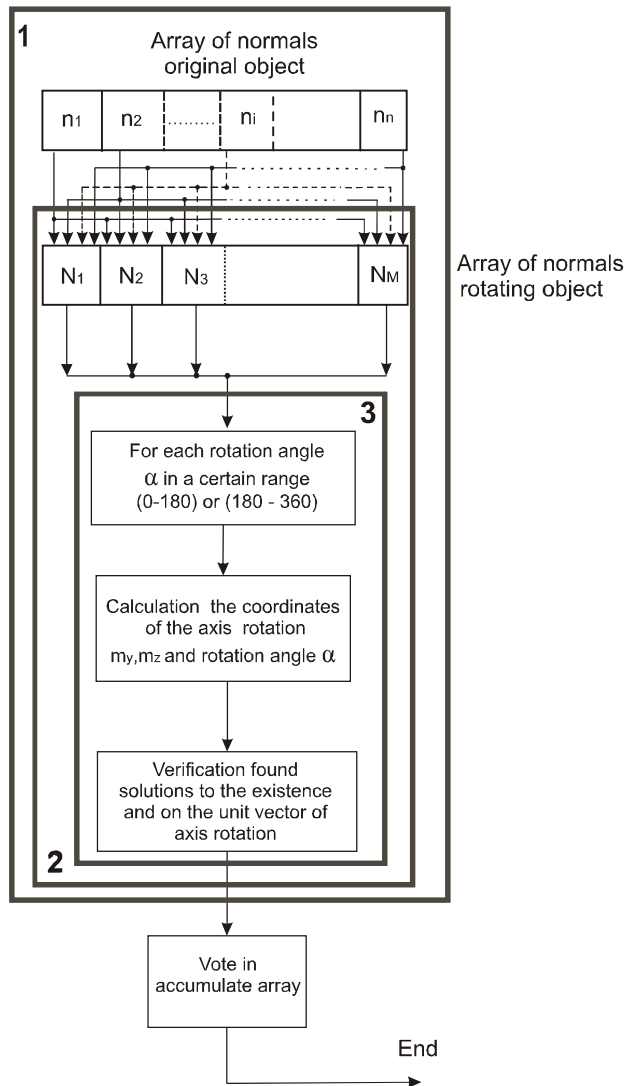 1
Array of normals
original object
n1 n2 ......... ni nn
N1 N2 N3 NM
Array of normals
rotating object
3
For each rotation angle
α in a certain range
(0-180) or (180 - 360)
Calculation the coordinates
of the axis rotation
my,mz and rotation angle α
Verification found
solutions to the existence
and on the unit vector of
axis rotation
2
Vote in
accumulate array
End